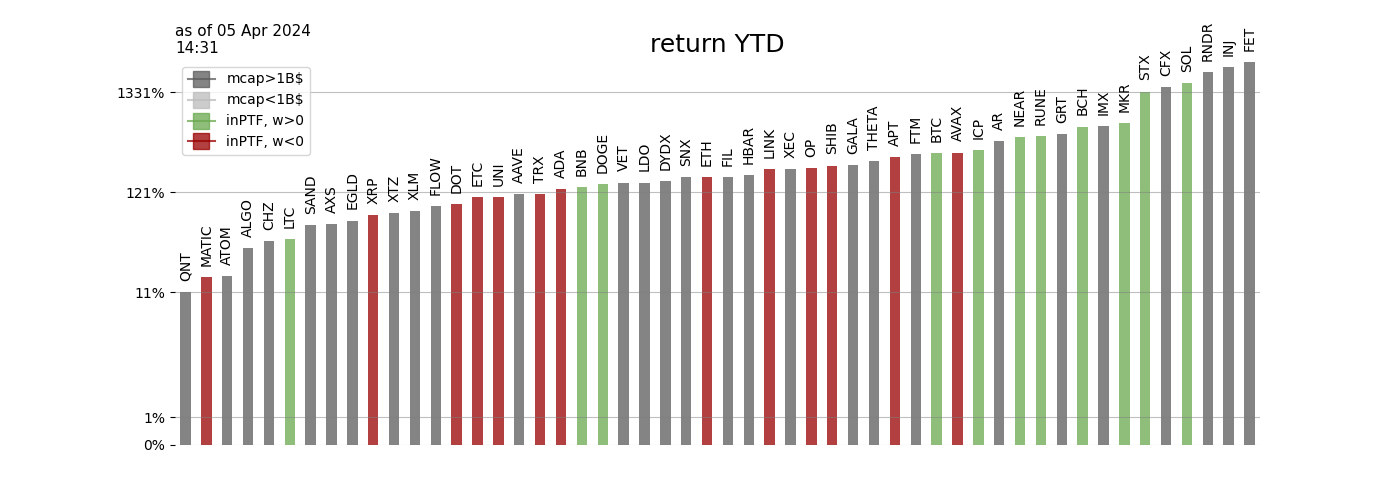 as of 05 Apr 2024
14:31
return YTD
mcap>1B$
mcap<1B$
inPTF, w>0
inPTF, w<0
1331%
121%
11%
1%
0%
QNT
MATIC
ATOM
ALGO
CHZ
LTC
SAND
AXS
EGLD
XRP
XTZ
XLM
FLOW
DOT
ETC
UNI
AAVE
TRX
ADA
BNB
DOGE
VET
LDO
DYDX
SNX
ETH
FIL
HBAR
LINK
XEC
OP
SHIB
GALA
THETA
APT
FTM
BTC
AVAX
ICP
AR
NEAR
RUNE
GRT
BCH
IMX
MKR
STX
CFX
SOL
RNDR
INJ
FET